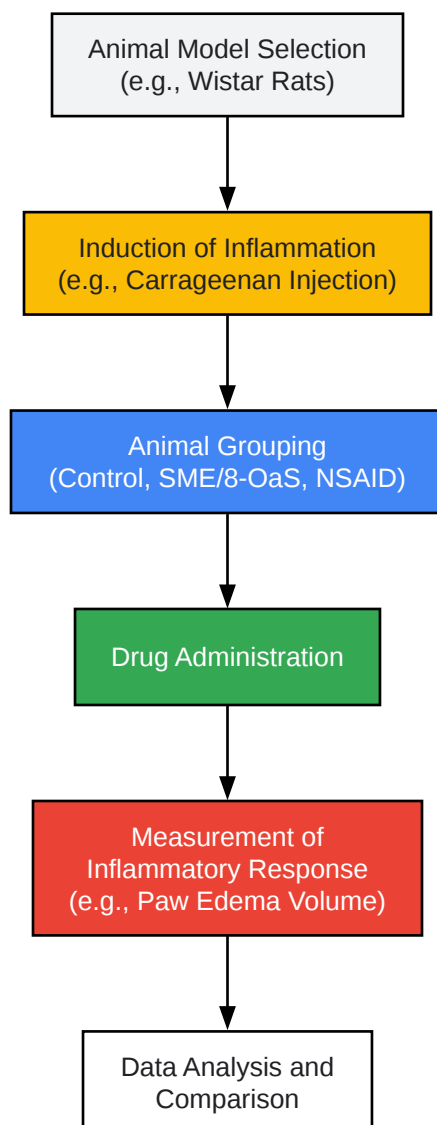 Animal Model Selection
(e.g., Wistar Rats)
Induction of Inflammation
(e.g., Carrageenan Injection)
Animal Grouping
(Control, SME/8-OaS, NSAID)
Drug Administration
Measurement of
Inflammatory Response
(e.g., Paw Edema Volume)
Data Analysis and
Comparison